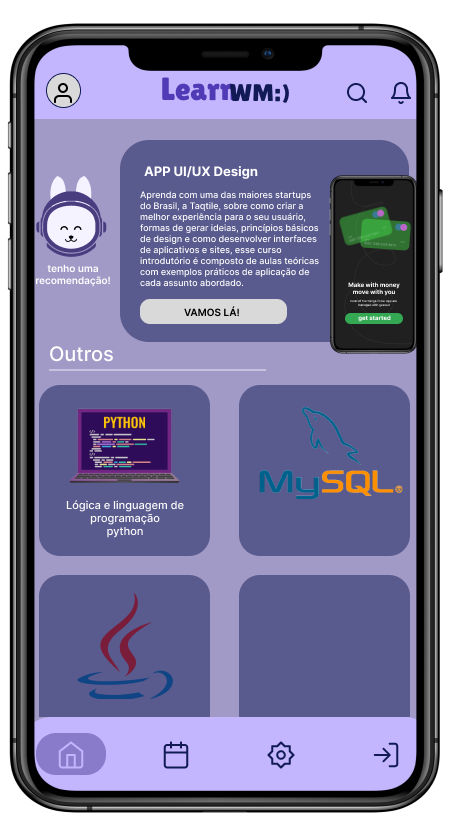 LearnWM:)
APP UI/UX Design
Aprenda com uma das maiores startups
do Brasil, a Taqtile, sobre como criar a
melhor experiência para o seu usuário,
formas de gerar ideias, princípios básicos
de design e como desenvolver interfaces
de aplicativos e sites, esse curso
introdutório é composto de aulas teóricas
com exemplos práticos de aplicação de
cada assunto abordado.
VAMOS LÁ!
tenho uma
recomendação!
Make with money
move with you
get started
Outros
PYTHON
Lógica e linguagem de
programação
python
MySQL